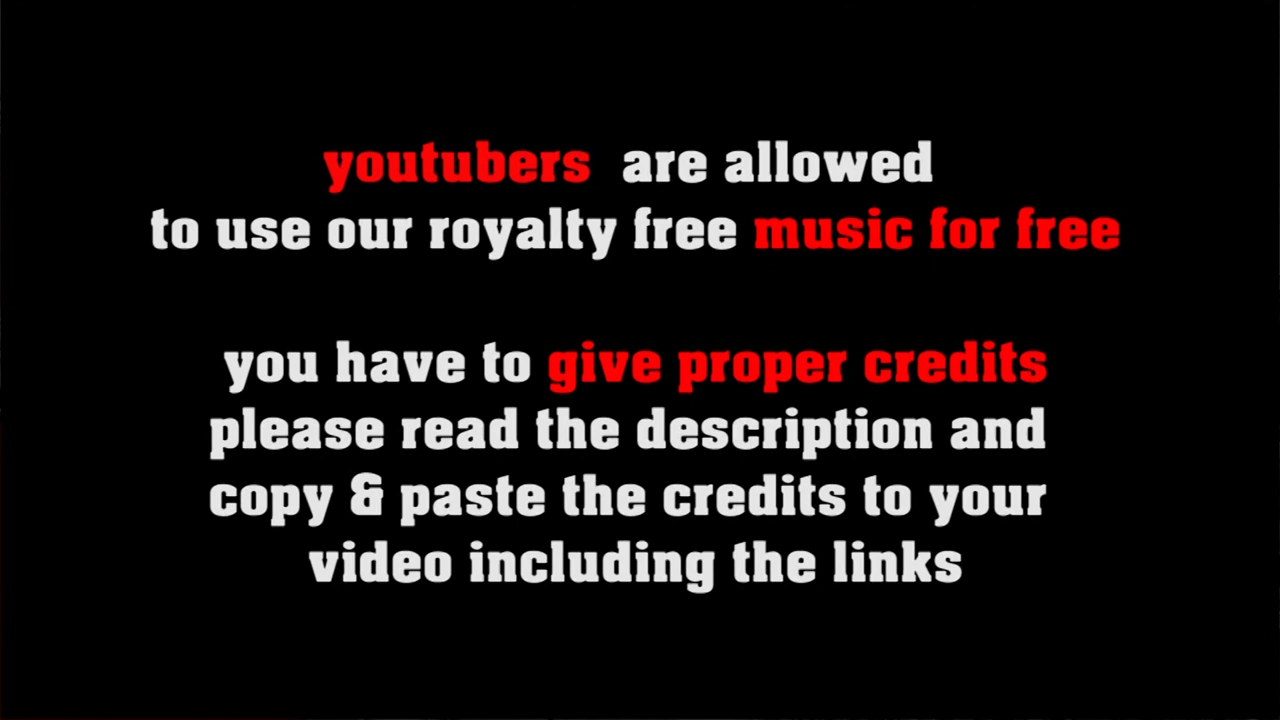 youtubers are allowed
to use our royalty free music for free
you have to give proper credits
please read the description and
copy & paste the credits to your
video including the links